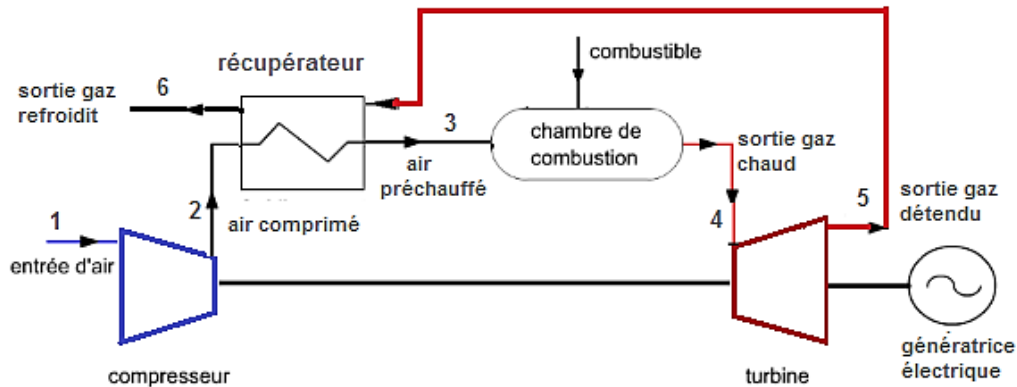 combustible
récupérateur
6
sortie gaz
refroidit
3
chambre de
combustion
sortie gaz
chaud
air
préchauffé
sortie gaz
détendu
5
2
4
air comprimé
1
entrée d'air
génératrice
électrique
compresseur
turbine